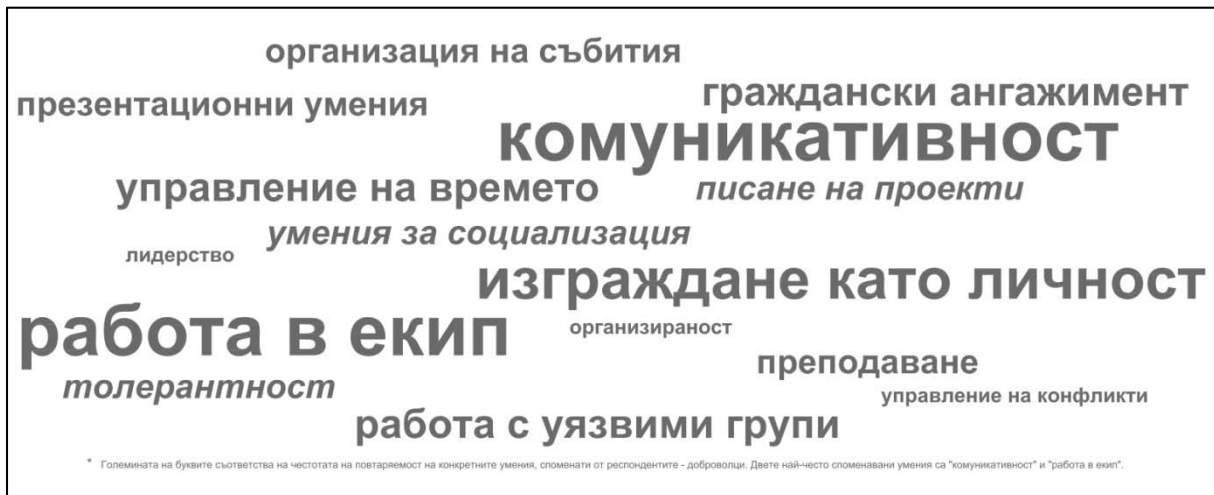 организация на събития
презентационни умения
граждански ангажимент
комуникативност
управление на времето
писане на проекти
умения за социализация
лидерство
изграждане като личност
работа в екип
организираност
преподаване
толерантност
управление на конфликти
работа с уязвими групи
* Големината на буквите съответства на честотата на повтаряемост на конкретните умения, споменати от респондентите - доброволци. Двете най-често споменавани умения са "комуникативност" и "работа в екип".